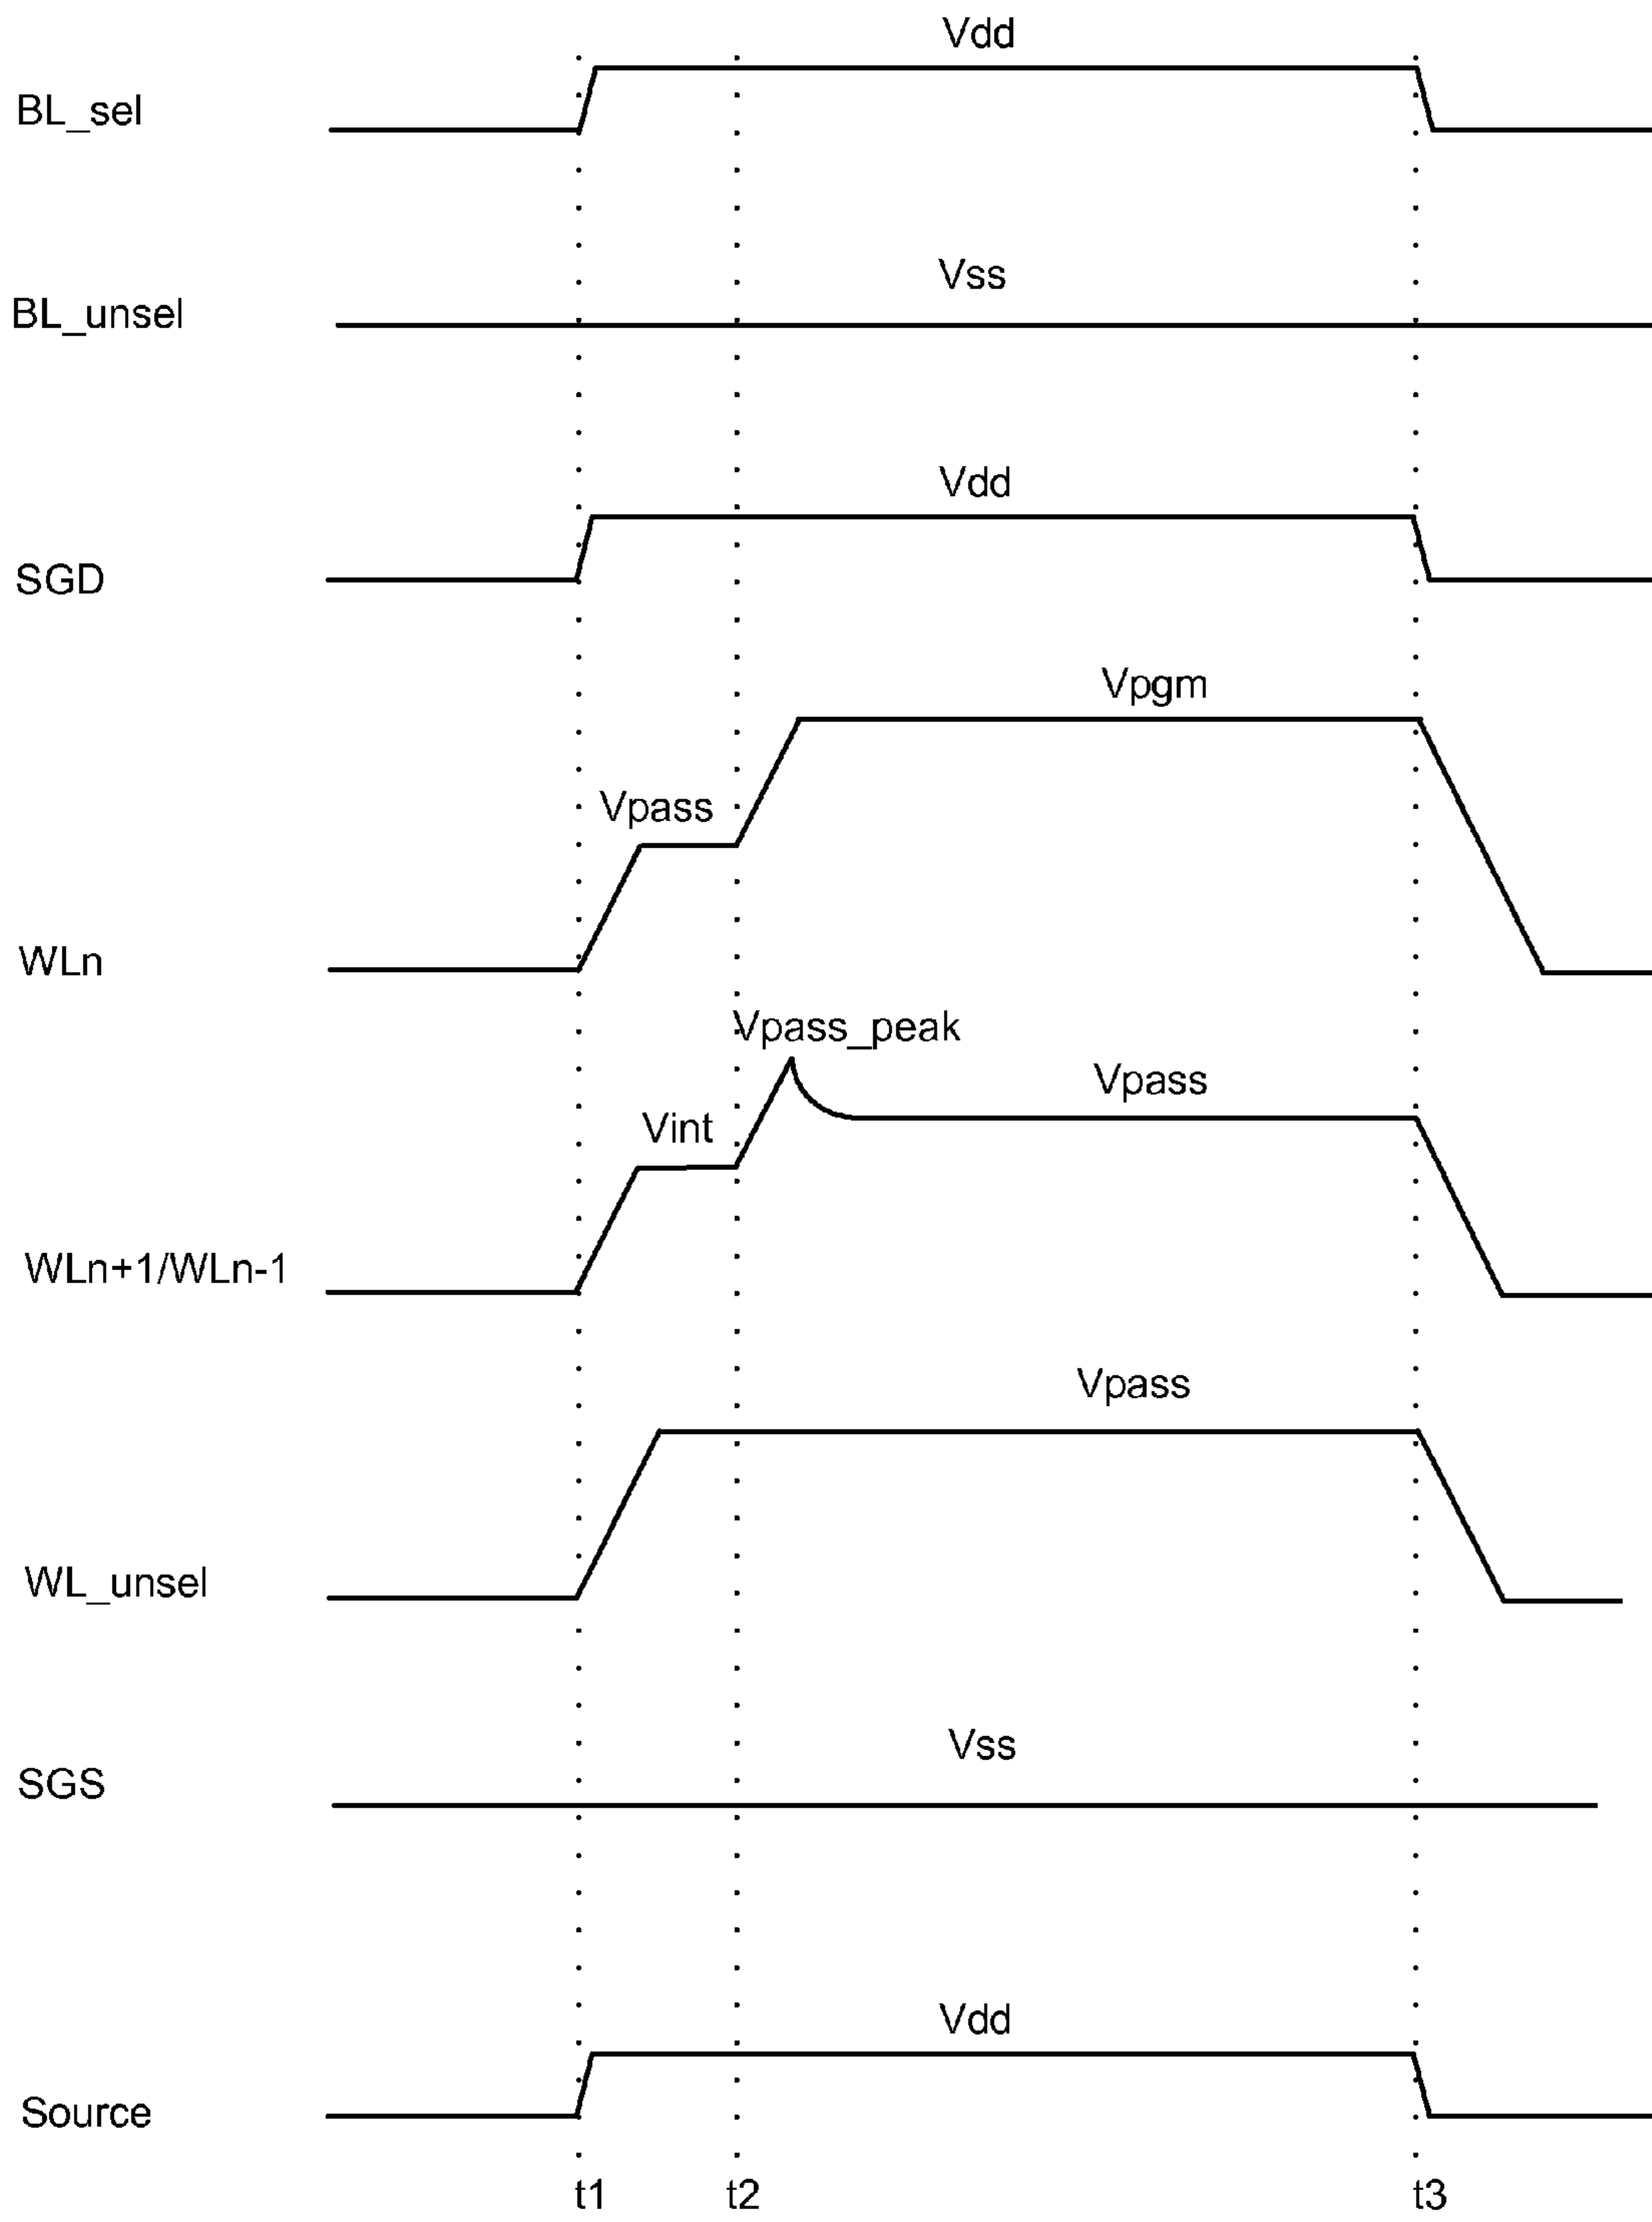 Vdd
BL_sel
Vss
BL_unsel
Vdd
SGD
Vpgm
Vpass
WLn
Vpass_peak
Vpass
Vint
WLn+1/WLn-1
Vpass
WL_unsel
Vss
SGS
Vdd
Source
t1 t2 t3